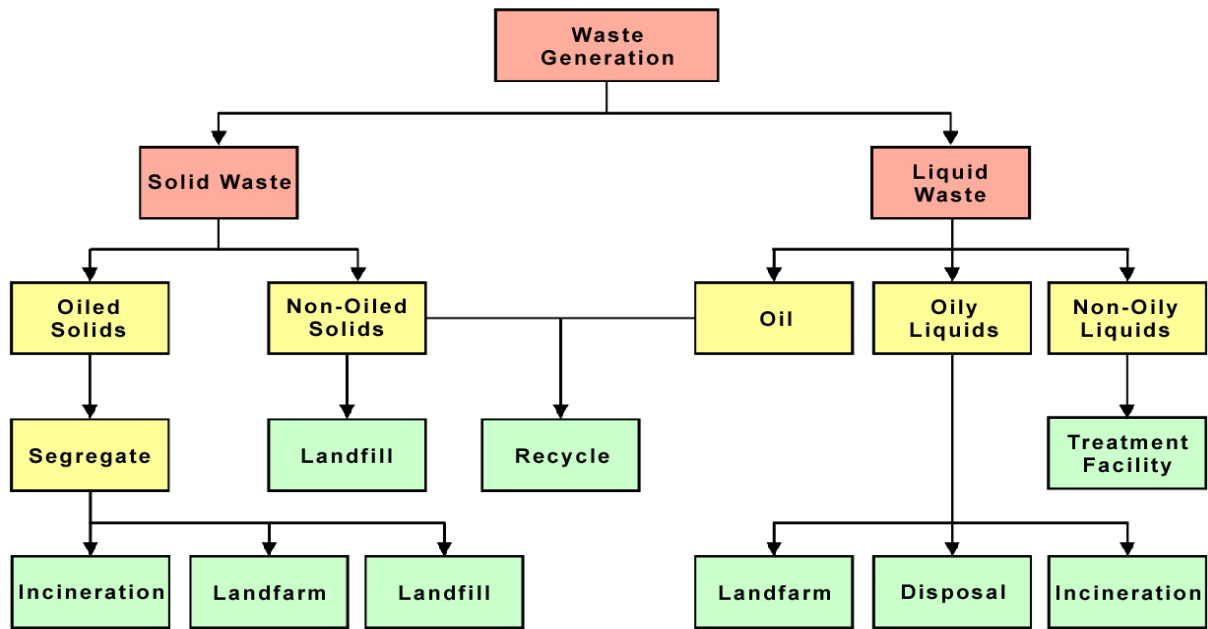 Waste
Generation
Solid Waste
Liquid
Waste
Oiled
Solids
Non-Oiled
Solids
Oil
Oily
Liquids
Non-Oily
Liquids
Segregate
Landfill
Recycle
Treatment
Facility
Incineration
Landfarm
Landfill
Landfarm
Disposal
Incineration